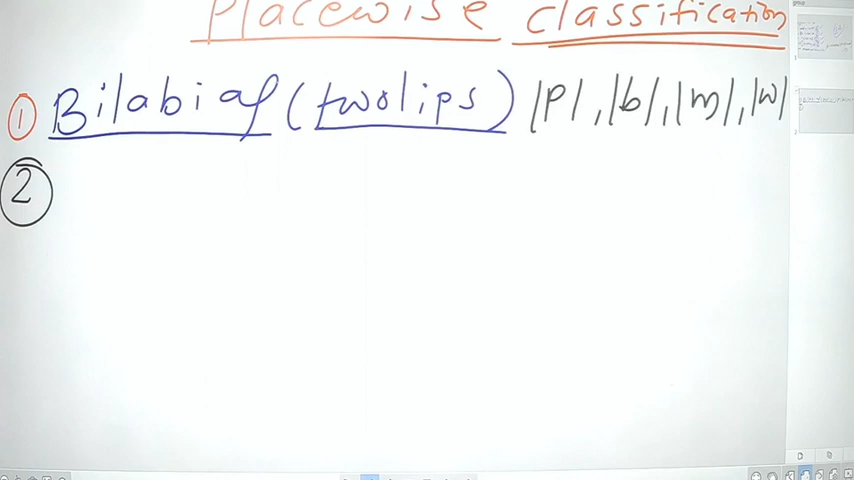 Placewise classification
① Bilabial (two lips) |p|, |b|, |m|, |w|
②